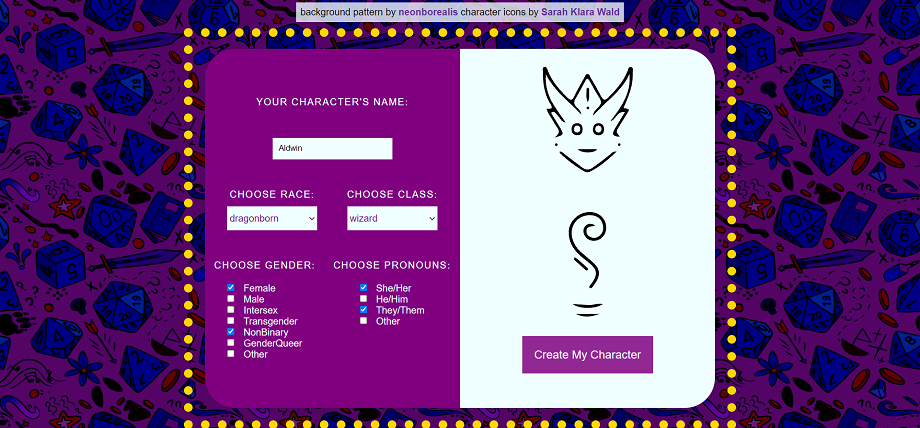 background pattern by neonborealis character icons by Sarah Klara Wald
YOUR CHARACTER'S NAME:
Aldwin
CHOOSE RACE:
dragonborn
CHOOSE CLASS:
wizard
CHOOSE GENDER:
Female
Male
Intersex
Transgender
NonBinary
GenderQueer
Other
CHOOSE PRONOUNS:
She/Her
He/Him
They/Them
Other
Create My Character